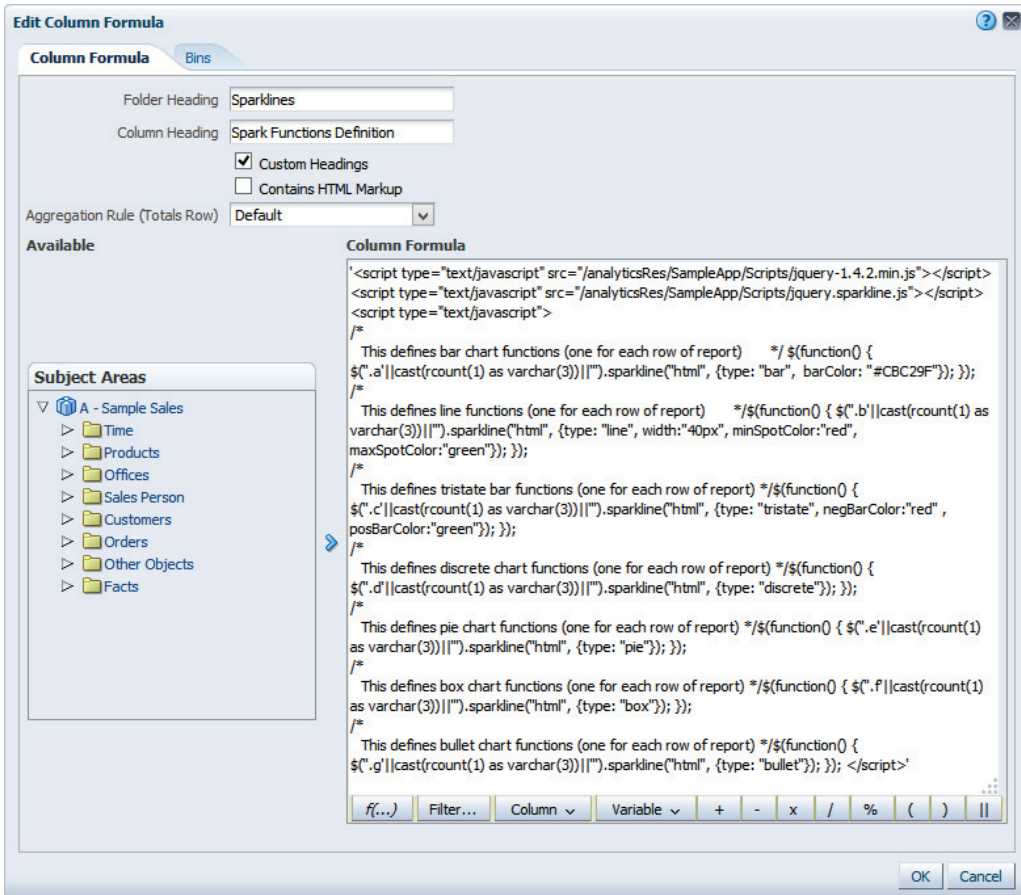 Edit Column Formula
Column Formula
Bins
Folder Heading Sparklines
Column Heading Spark Functions Definition
Custom Headings
Contains HTML Markup
Aggregation Rule (Totals Row) Default
Available
Subject Areas
A - Sample Sales
Time
Products
Offices
Sales Person
Customers
Orders
Other Objects
Facts
Column Formula
'<script type="text/javascript" src="/analyticsRes/SampleApp/Scripts/jquery-1.4.2.min.js"></script>
<script type="text/javascript" src="/analyticsRes/SampleApp/Scripts/jquery.sparkline.js"></script>
<script type="text/javascript">
/*
This defines bar chart functions (one for each row of report) */ $(function() {
$(".a'||cast(rcount(1) as varchar(3))||'").sparkline("html", {type: "bar", barColor: "#CBC29F"}); });
/*
This defines line functions (one for each row of report) */$(function() { $(".b'||cast(rcount(1) as
varchar(3))||'").sparkline("html", {type: "line", width:"40px", minSpotColor:"red",
maxSpotColor:"green"}); });
/*
This defines tristate bar functions (one for each row of report) */$(function() {
$(".c'||cast(rcount(1) as varchar(3))||'").sparkline("html", {type: "tristate", negBarColor:"red" ,
posBarColor:"green"}); });
/*
This defines discrete chart functions (one for each row of report) */$(function() {
$(".d'||cast(rcount(1) as varchar(3))||'").sparkline("html", {type: "discrete"}); });
/*
This defines pie chart functions (one for each row of report) */$(function() { $(".e'||cast(rcount(1)
as varchar(3))||'").sparkline("html", {type: "pie"}); });
/*
This defines box chart functions (one for each row of report) */$(function() { $(".f'||cast(rcount(1)
as varchar(3))||'").sparkline("html", {type: "box"}); });
/*
This defines bullet chart functions (one for each row of report) */$(function() {
$(".g'||cast(rcount(1) as varchar(3))||'").sparkline("html", {type: "bullet"}); }); </script>'
f(...) Filter... Column Variable + - x / % ( ) ||
OK Cancel